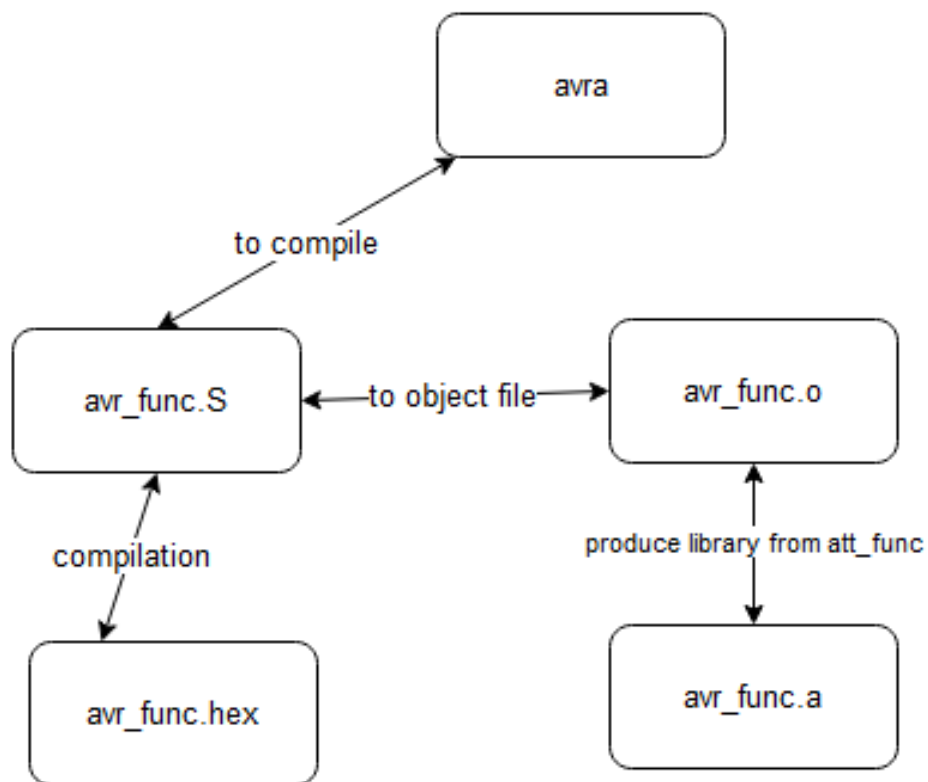 avra
to compile
avr_func.S
to object file
avr_func.o
compilation
produce library from att_func
avr_func.hex
avr_func.a